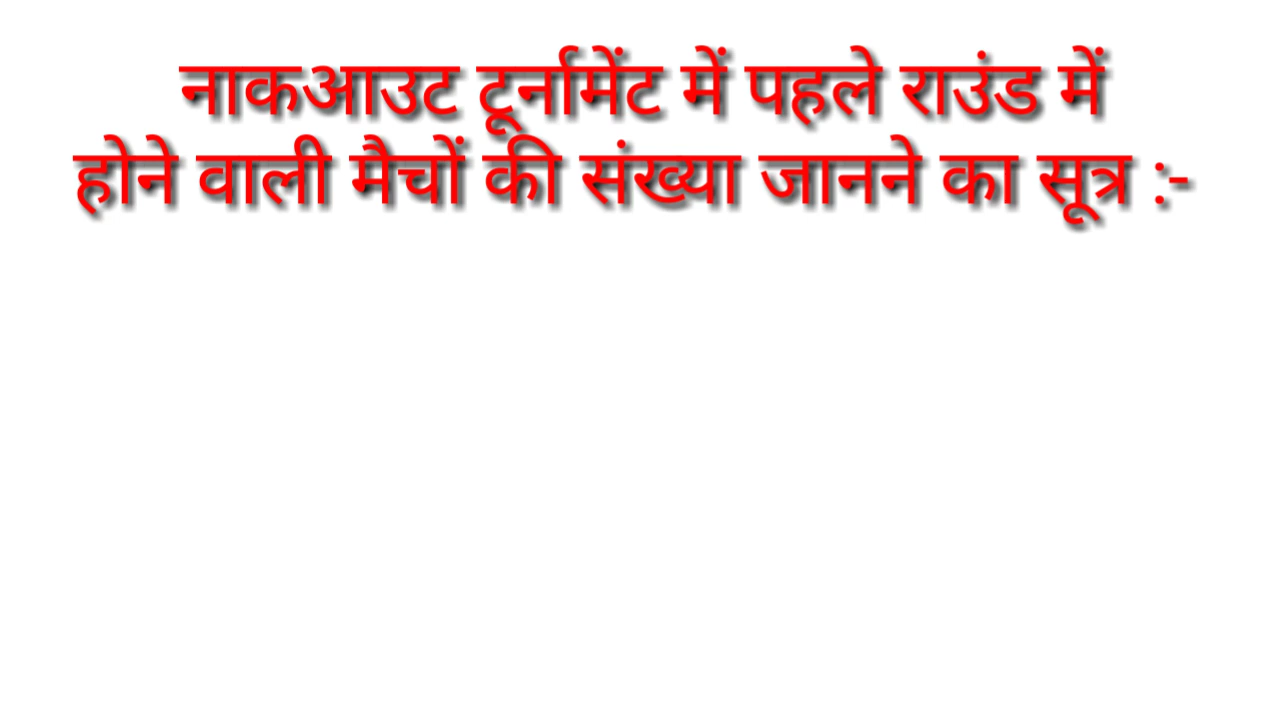 नाकआउट टूर्नामेंट में पहले राउंड में
होने वाली मैचों की संख्या जानने का सूत्र :-